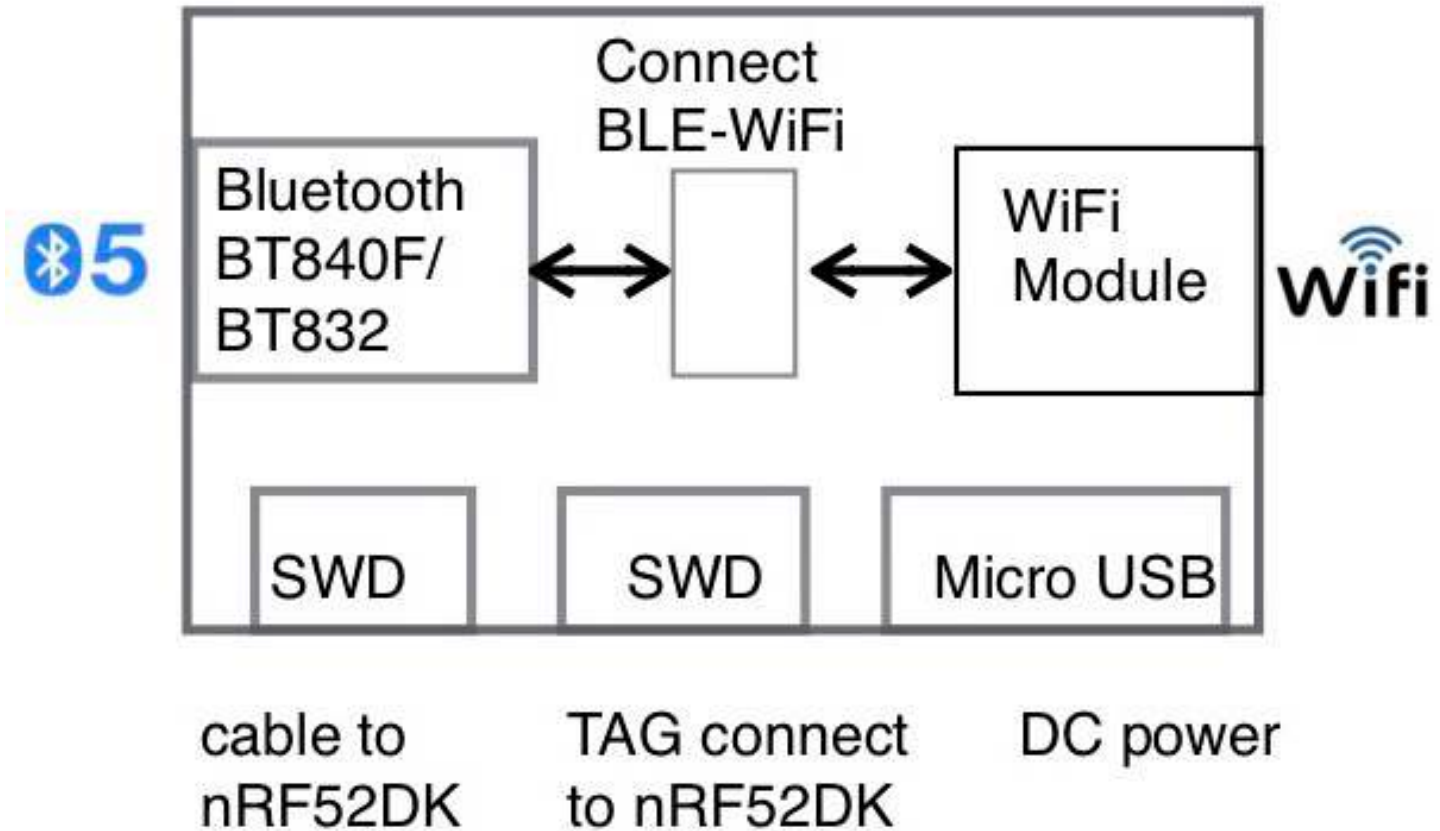 Connect
BLE-WiFi
Bluetooth
BT840F/
BT832
WiFi
Module
5
Wifi
SWD
SWD
Micro USB
cable to
nRF52DK
TAG connect
to nRF52DK
DC power